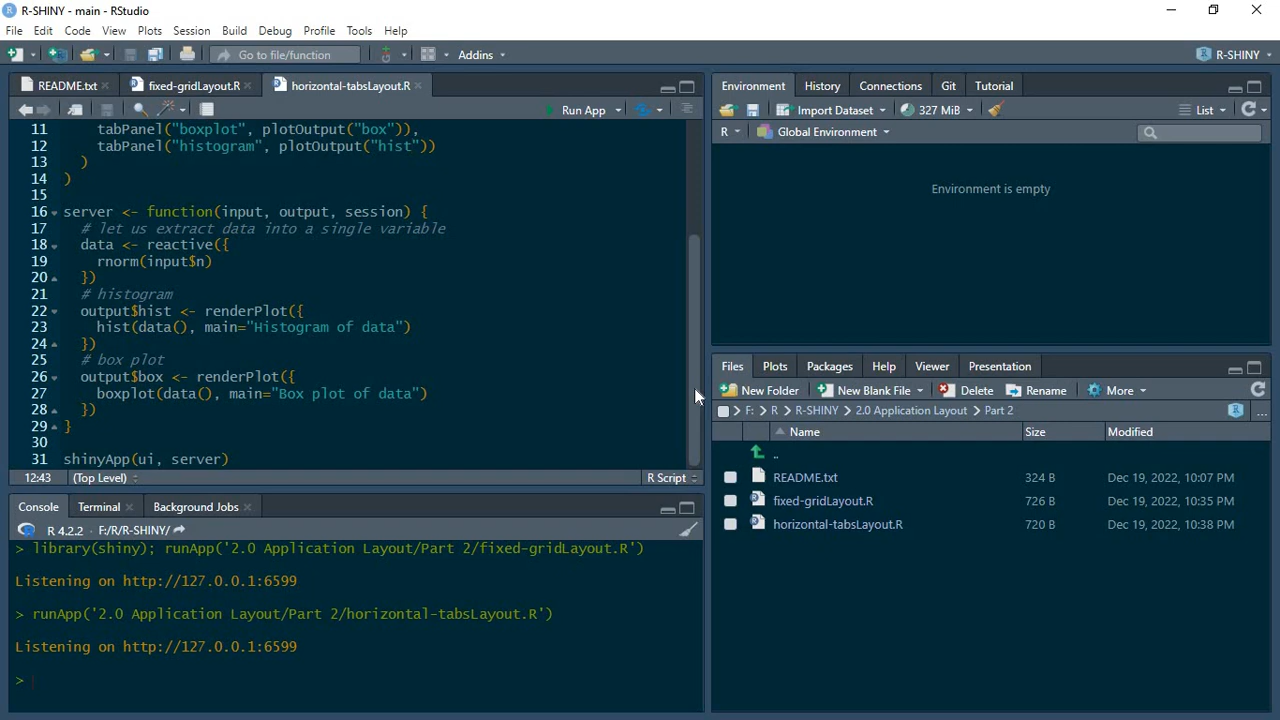 R-SHINY - main - RStudio
File Edit Code View Plots Session Build Debug Profile Tools Help
Go to file/function Addins R-SHINY
README.txt fixed-gridLayout.R horizontal-tabsLayout.R
Run App
11 tabPanel("boxplot", plotOutput("box")),
12 tabPanel("histogram", plotOutput("hist"))
13 )
14 )
15
16 server <- function(input, output, session) {
17 # let us extract data into a single variable
18 data <- reactive({
19 rnorm(input$n)
20 })
21 # histogram
22 output$hist <- renderPlot({
23 hist(data(), main="Histogram of data")
24 })
25 # box plot
26 output$box <- renderPlot({
27 boxplot(data(), main="Box plot of data")
28 })
29 }
30
31 shinyApp(ui, server)
12:43 (Top Level) R Script
Console Terminal Background Jobs
R 4.2.2 · F:/R/R-SHINY/
> library(shiny); runApp('2.0 Application Layout/Part 2/fixed-gridLayout.R')
Listening on http://127.0.0.1:6599
> runApp('2.0 Application Layout/Part 2/horizontal-tabsLayout.R')
Listening on http://127.0.0.1:6599
>
Environment History Connections Git Tutorial
Import Dataset 327 MiB List
R Global Environment
Environment is empty
Files Plots Packages Help Viewer Presentation
New Folder New Blank File Delete Rename More
F: > R > R-SHINY > 2.0 Application Layout > Part 2 ...
Name Size Modified
..
README.txt 324 B Dec 19, 2022, 10:07 PM
fixed-gridLayout.R 726 B Dec 19, 2022, 10:35 PM
horizontal-tabsLayout.R 720 B Dec 19, 2022, 10:38 PM